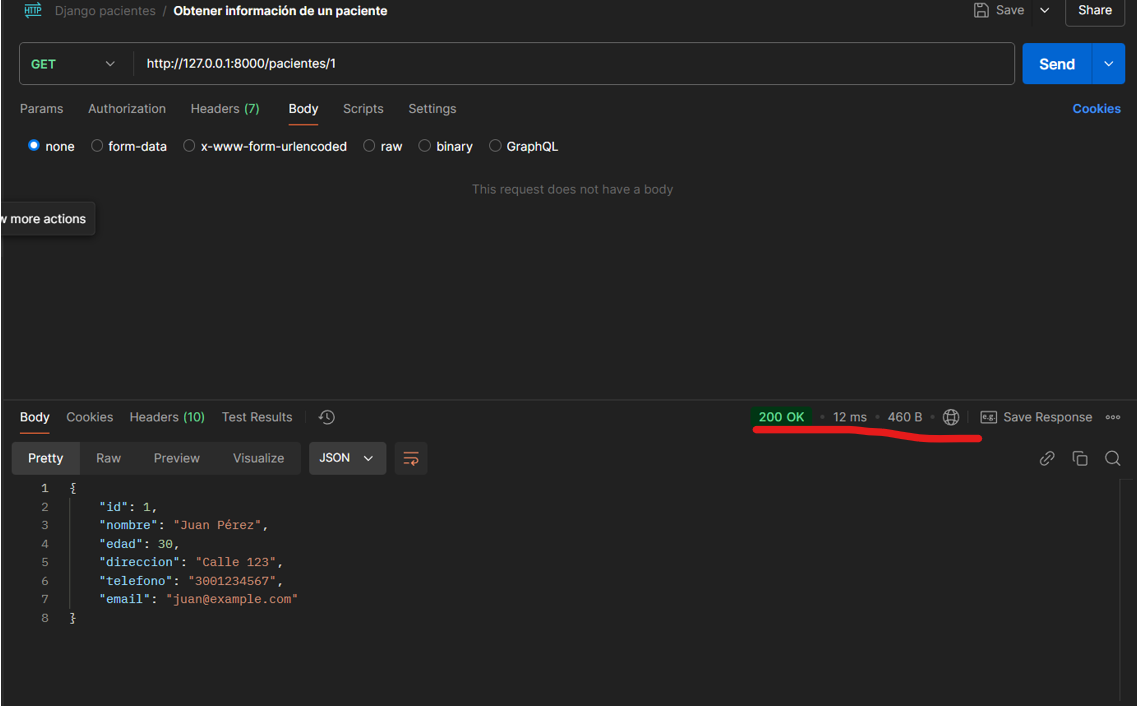 HTTP Django pacientes / Obtener información de un paciente Save Share
GET http://127.0.0.1:8000/pacientes/1 Send
Params Authorization Headers (7) Body Scripts Settings Cookies
none form-data x-www-form-urlencoded raw binary GraphQL
This request does not have a body
w more actions
Body Cookies Headers (10) Test Results 200 OK • 12 ms • 460 B • e.g. Save Response
Pretty Raw Preview Visualize JSON
1 {
2 "id": 1,
3 "nombre": "Juan Pérez",
4 "edad": 30,
5 "direccion": "Calle 123",
6 "telefono": "3001234567",
7 "email": "juan@example.com"
8 }